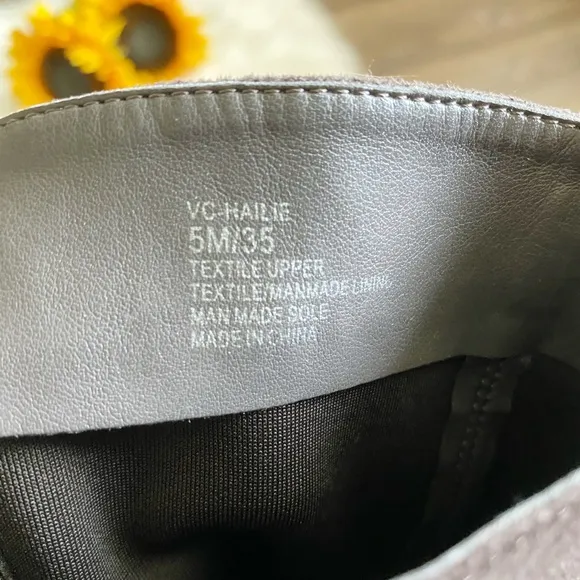 VC-HAILIE
5M/35
TEXTILE UPPER
TEXTILE/MANMADE LINING
MAN MADE SOLE
MADE IN CHINA